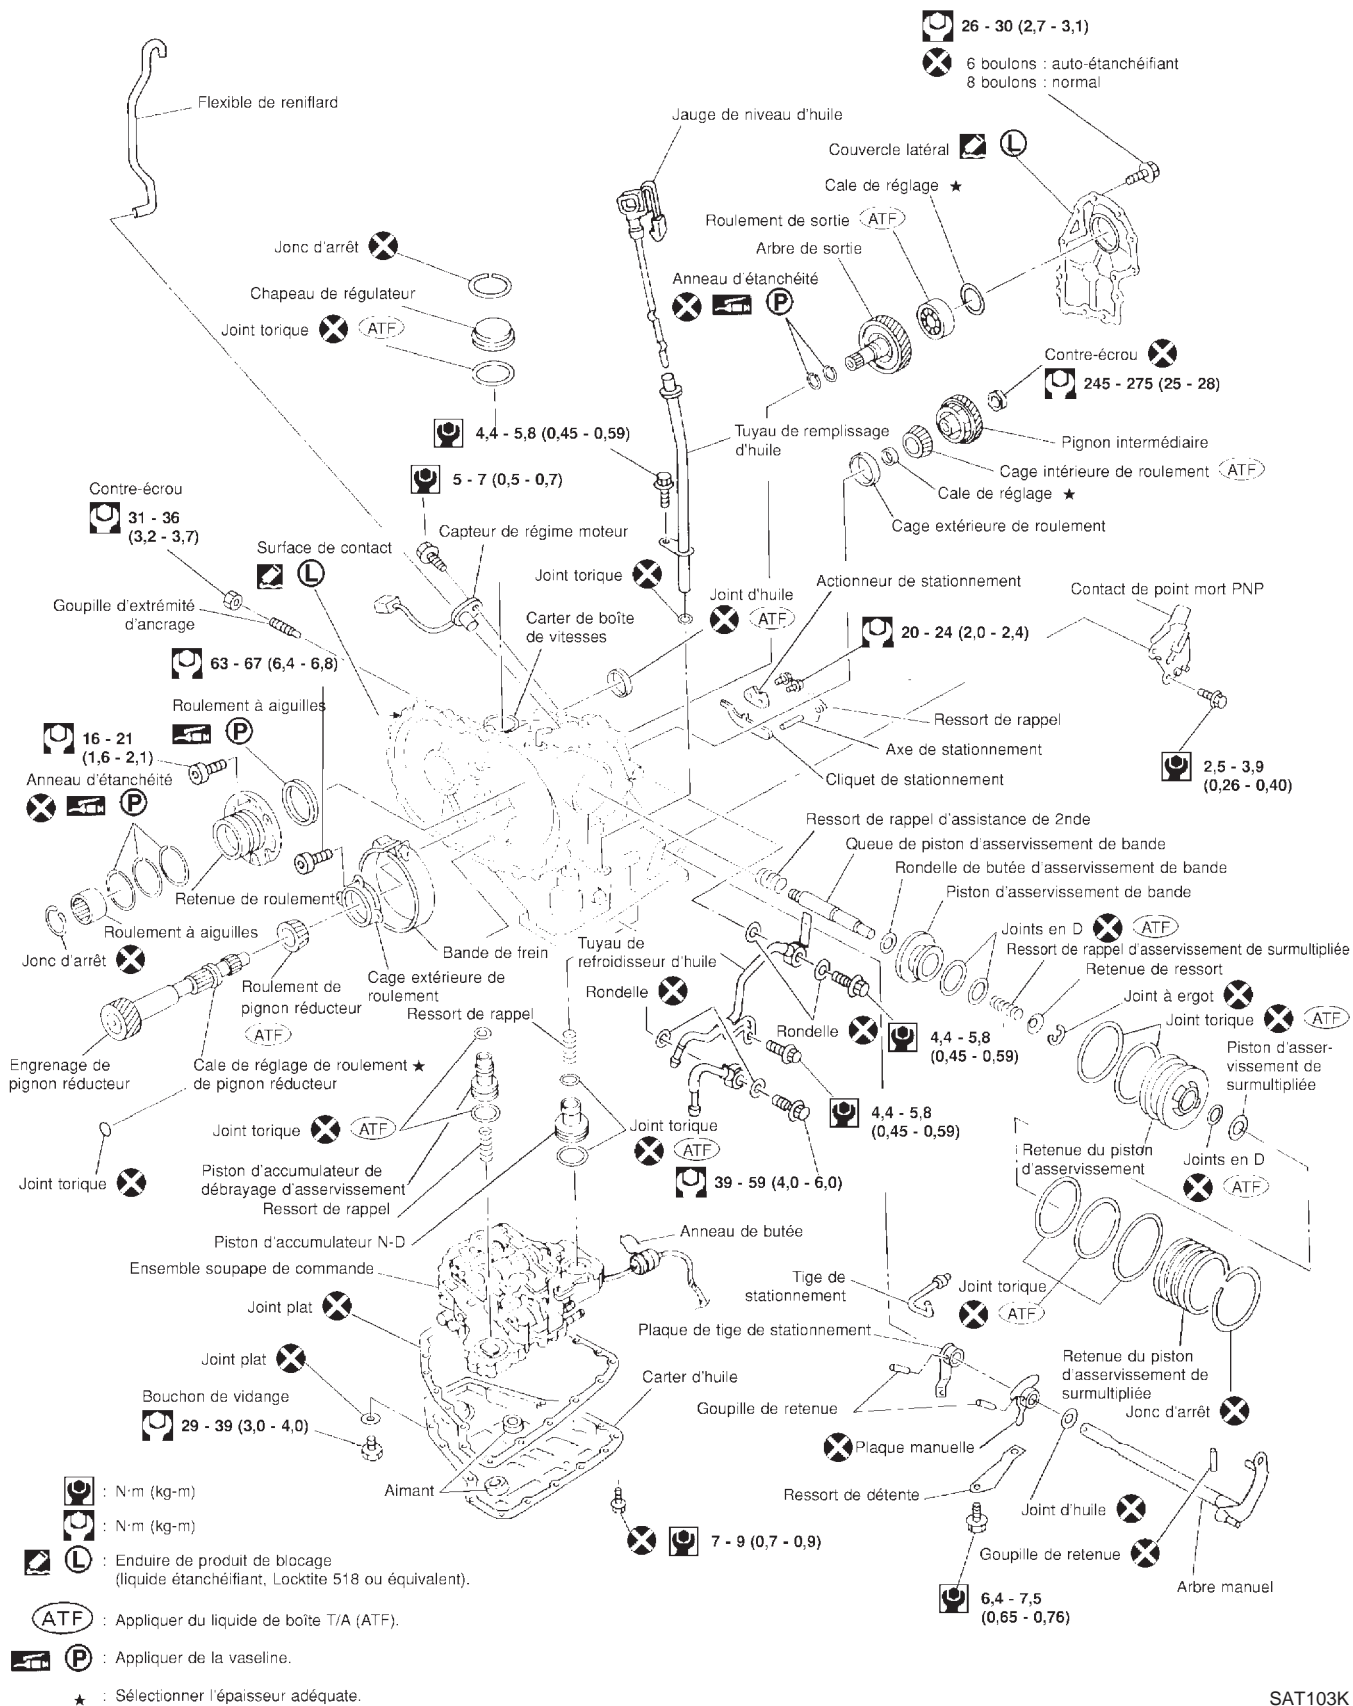 26 - 30 (2,7 - 3,1)
6 boulons : auto-étanchéifiant
8 boulons : normal
Flexible de reniflard
Jauge de niveau d'huile
Couvercle latéral L
Cale de réglage ★
Roulement de sortie ATF
Arbre de sortie
Jonc d'arrêt
Anneau d'étanchéité
P
Chapeau de régulateur
Joint torique ATF
Contre-écrou
245 - 275 (25 - 28)
4,4 - 5,8 (0,45 - 0,59)
Tuyau de remplissage
d'huile
Pignon intermédiaire
Cage intérieure de roulement ATF
5 - 7 (0,5 - 0,7)
Cale de réglage ★
Contre-écrou
31 - 36
(3,2 - 3,7)
Cage extérieure de roulement
Capteur de régime moteur
Surface de contact
L
Joint torique
Actionneur de stationnement
Contact de point mort PNP
Goupille d'extrémité
d'ancrage
Joint d'huile
ATF
Carter de boîte
de vitesses
20 - 24 (2,0 - 2,4)
63 - 67 (6,4 - 6,8)
Roulement à aiguilles
P
Ressort de rappel
16 - 21
(1,6 - 2,1)
Axe de stationnement
Anneau d'étanchéité
P
Cliquet de stationnement
2,5 - 3,9
(0,26 - 0,40)
Ressort de rappel d'assistance de 2nde
Queue de piston d'asservissement de bande
Rondelle de butée d'asservissement de bande
Piston d'asservissement de bande
Retenue de roulement
Joints en D ATF
Roulement à aiguilles
Bande de frein
Tuyau de
refroidisseur d'huile
Ressort de rappel d'asservissement de surmultipliée
Retenue de ressort
Jonc d'arrêt
Cage extérieure de
roulement
Roulement de
pignon réducteur
ATF
Rondelle
Joint à ergot
Ressort de rappel
Joint torique ATF
Rondelle
4,4 - 5,8
(0,45 - 0,59)
Piston d'asser-
vissement de
surmultipliée
Engrenage de
pignon réducteur
Cale de réglage de roulement ★
de pignon réducteur
4,4 - 5,8
(0,45 - 0,59)
Joint torique ATF
Joint torique
ATF
Retenue du piston
d'asservissement
Joints en D
ATF
Joint torique
Piston d'accumulateur de
débrayage d'asservissement
39 - 59 (4,0 - 6,0)
Ressort de rappel
Piston d'accumulateur N-D
Anneau de butée
Ensemble soupape de commande
Tige de
stationnement
Joint torique
ATF
Joint plat
Plaque de tige de stationnement
Joint plat
Retenue du piston
d'asservissement de
surmultipliée
Carter d'huile
Bouchon de vidange
29 - 39 (3,0 - 4,0)
Goupille de retenue
Jonc d'arrêt
Plaque manuelle
Aimant
Ressort de détente
Joint d'huile
7 - 9 (0,7 - 0,9)
Goupille de retenue
Arbre manuel
6,4 - 7,5
(0,65 - 0,76)
: N·m (kg-m)
: N·m (kg-m)
L : Enduire de produit de blocage
(liquide étanchéifiant, Locktite 518 ou équivalent).
ATF : Appliquer du liquide de boîte T/A (ATF).
P : Appliquer de la vaseline.
★ : Sélectionner l'épaisseur adéquate.
SAT103K